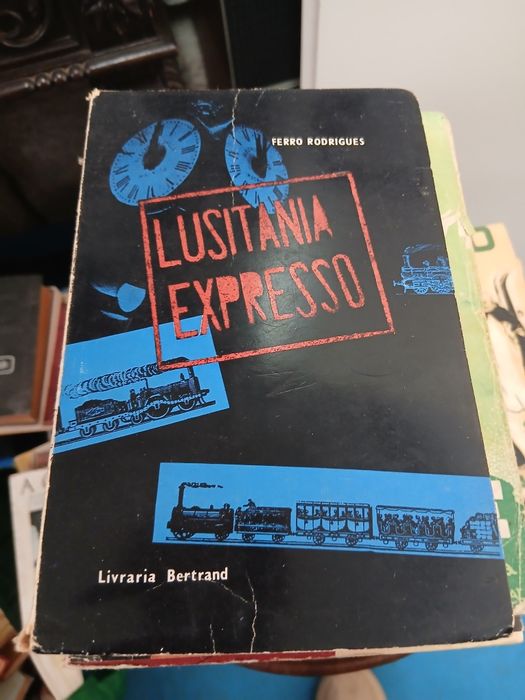 FERRO RODRIGUES
LUSITANIA
EXPRESSO
Livraria Bertrand